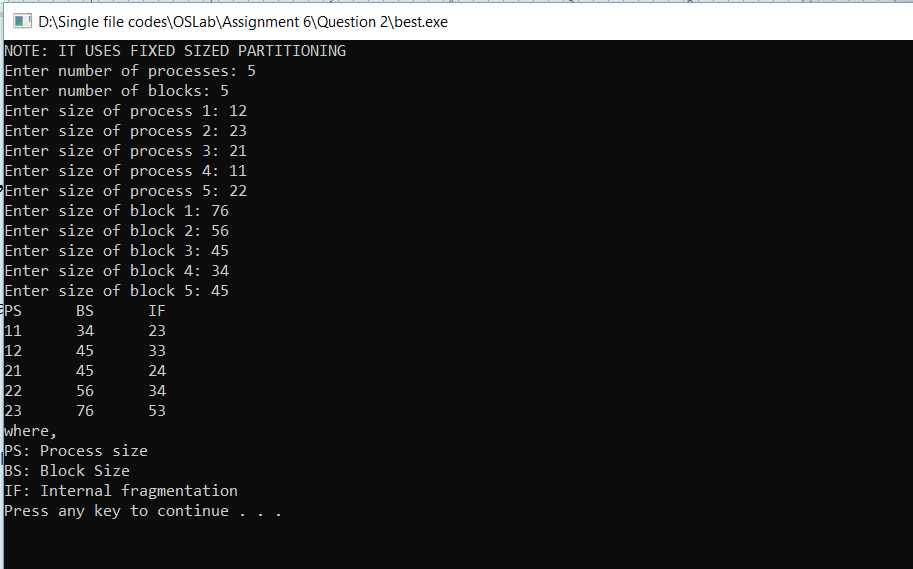 D:\Single file codes\OSLab\Assignment 6\Question 2\best.exe
NOTE: IT USES FIXED SIZED PARTITIONING
Enter number of processes: 5
Enter number of blocks: 5
Enter size of process 1: 12
Enter size of process 2: 23
Enter size of process 3: 21
Enter size of process 4: 11
Enter size of process 5: 22
Enter size of block 1: 76
Enter size of block 2: 56
Enter size of block 3: 45
Enter size of block 4: 34
Enter size of block 5: 45
PS BS IF
11 34 23
12 45 33
21 45 24
22 56 34
23 76 53
where,
PS: Process size
BS: Block Size
IF: Internal fragmentation
Press any key to continue . . .